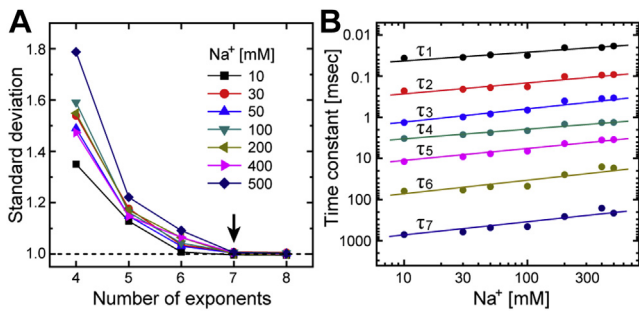 A
Na⁺ [mM]
10
30
50
100
200
400
500
Standard deviation
1.8
1.6
1.4
1.2
1.0
4 5 6 7 8
Number of exponents
B
Time constant [msec]
0.01
0.1
1
10
100
1000
τ1
τ2
τ3
τ4
τ5
τ6
τ7
10 30 100 300
Na⁺ [mM]